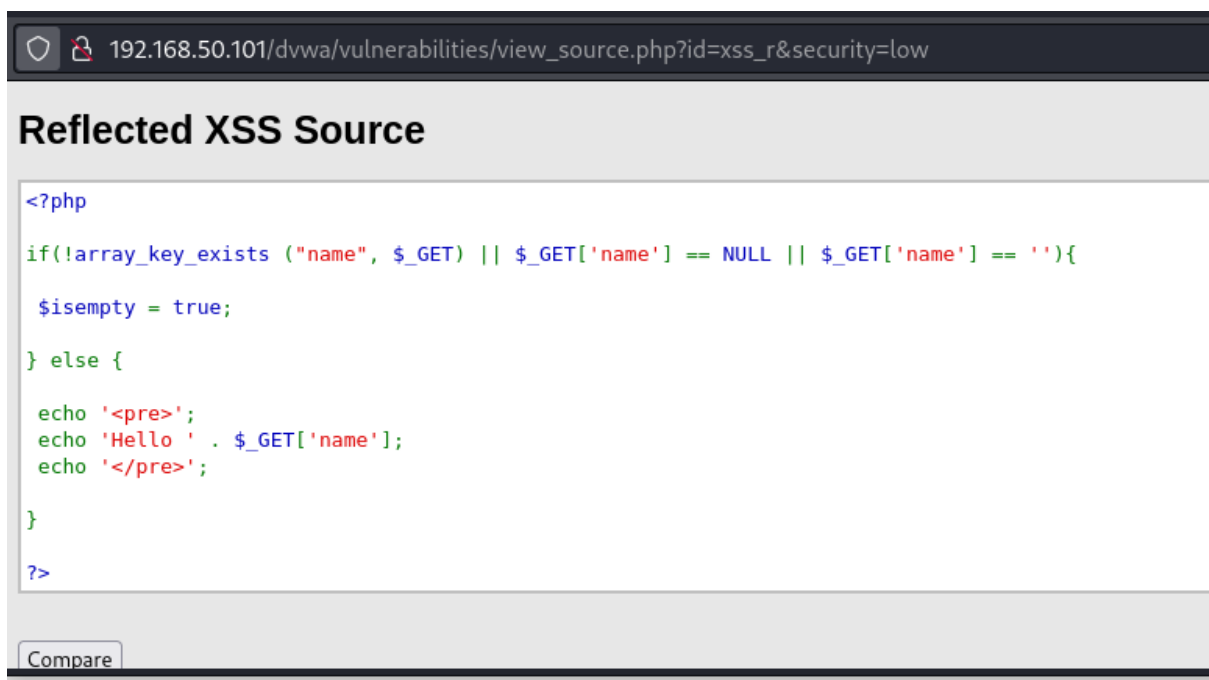 192.168.50.101/dvwa/vulnerabilities/view_source.php?id=xss_r&security=low
Reflected XSS Source
<?php
if(!array_key_exists ("name", $_GET) || $_GET['name'] == NULL || $_GET['name'] == ''){
$isempty = true;
} else {
echo '<pre>';
echo 'Hello ' . $_GET['name'];
echo '</pre>';
}
?>
Compare